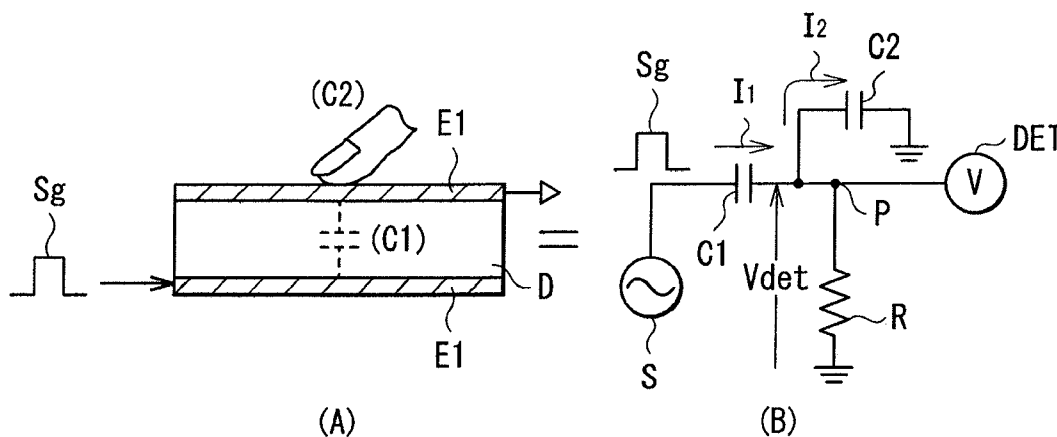 (C2)
E1
Sg
(C1)
D
E1
(A)
I2
C2
Sg
I1
DET
V
P
C1
Vdet
R
S
(B)